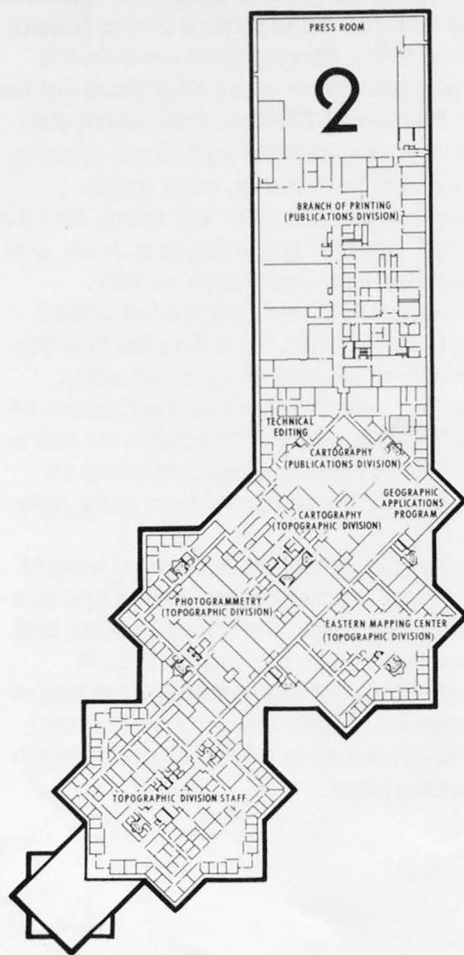 PRESS ROOM
2
BRANCH OF PRINTING
(PUBLICATIONS DIVISION)
TECHNICAL
EDITING
CARTOGRAPHY
(PUBLICATIONS DIVISION)
GEOGRAPHIC
APPLICATIONS
PROGRAM
CARTOGRAPHY
(TOPOGRAPHIC DIVISION)
PHOTOGRAMMETRY
(TOPOGRAPHIC DIVISION)
EASTERN MAPPING CENTER
(TOPOGRAPHIC DIVISION)
TOPOGRAPHIC DIVISION STAFF